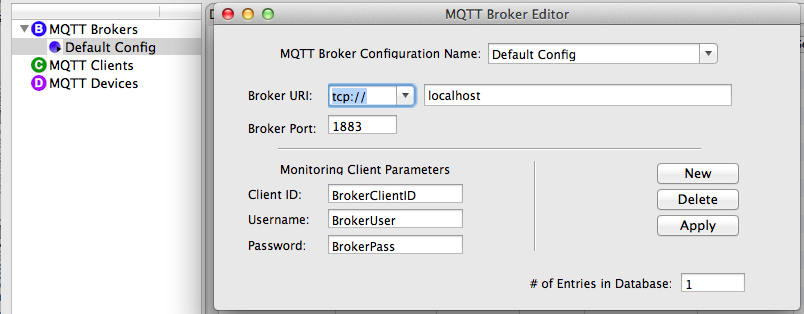 B MQTT Brokers
Default Config
C MQTT Clients
D MQTT Devices
MQTT Broker Editor
MQTT Broker Configuration Name: Default Config
Broker URI: tcp:// localhost
Broker Port: 1883
Monitoring Client Parameters
Client ID: BrokerClientID
Username: BrokerUser
Password: BrokerPass
New
Delete
Apply
# of Entries in Database: 1